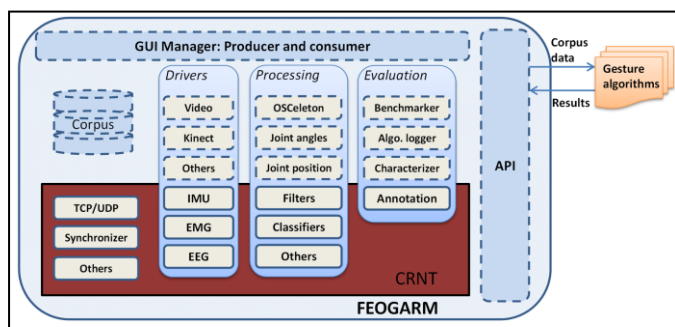 GUI Manager: Producer and consumer
Corpus
data
Gesture
algorithms
Results
API
Drivers
Processing
Evaluation
Corpus
Video
Kinect
Others
IMU
EMG
EEG
OSCeleton
Joint angles
Joint position
Filters
Classifiers
Others
Benchmarker
Algo. logger
Characterizer
Annotation
TCP/UDP
Synchronizer
Others
CRNT
FEOGARM